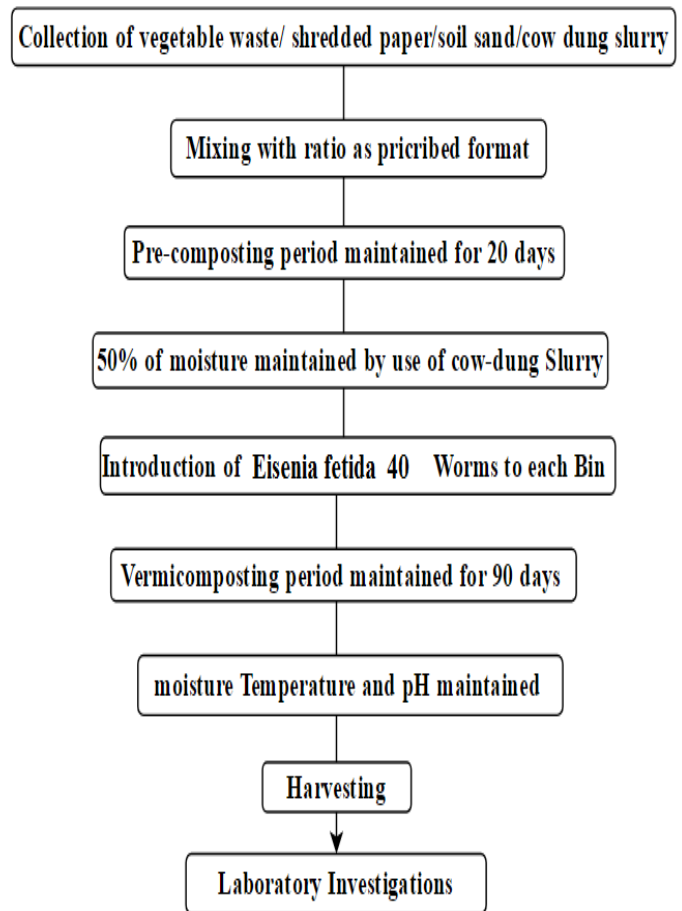 Collection of vegetable waste/ shredded paper/soil sand/cow dung slurry
Mixing with ratio as pricribed format
Pre-composting period maintained for 20 days
50% of moisture maintained by use of cow-dung Slurry
Introduction of Eisenia fetida 40 Worms to each Bin
Vermicomposting period maintained for 90 days
moisture Temperature and pH maintained
Harvesting
Laboratory Investigations